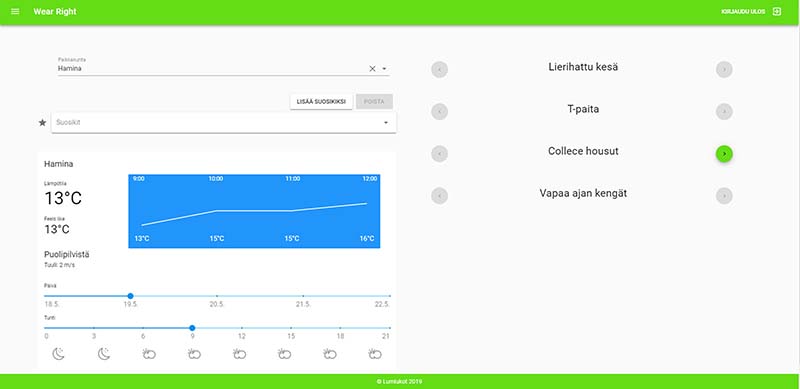 Wear Right
KIRJAUDU ULOS
Paikkakunta
Hamina
LISÄÄ SUOSIKIKSI
POISTA
Suosikit
Hamina
Lämpötila
13°C
Feels like
13°C
Puolipilvistä
Tuuli: 2 m/s
9:00 10:00 11:00 12:00
13°C 15°C 15°C 16°C
Päivä
18.5. 19.5. 20.5. 21.5. 22.5.
Tunti
0 3 6 9 12 15 18 21
Lierihattu kesä
T-paita
Collece housut
Vapaa ajan kengät
© Lumiukot 2019